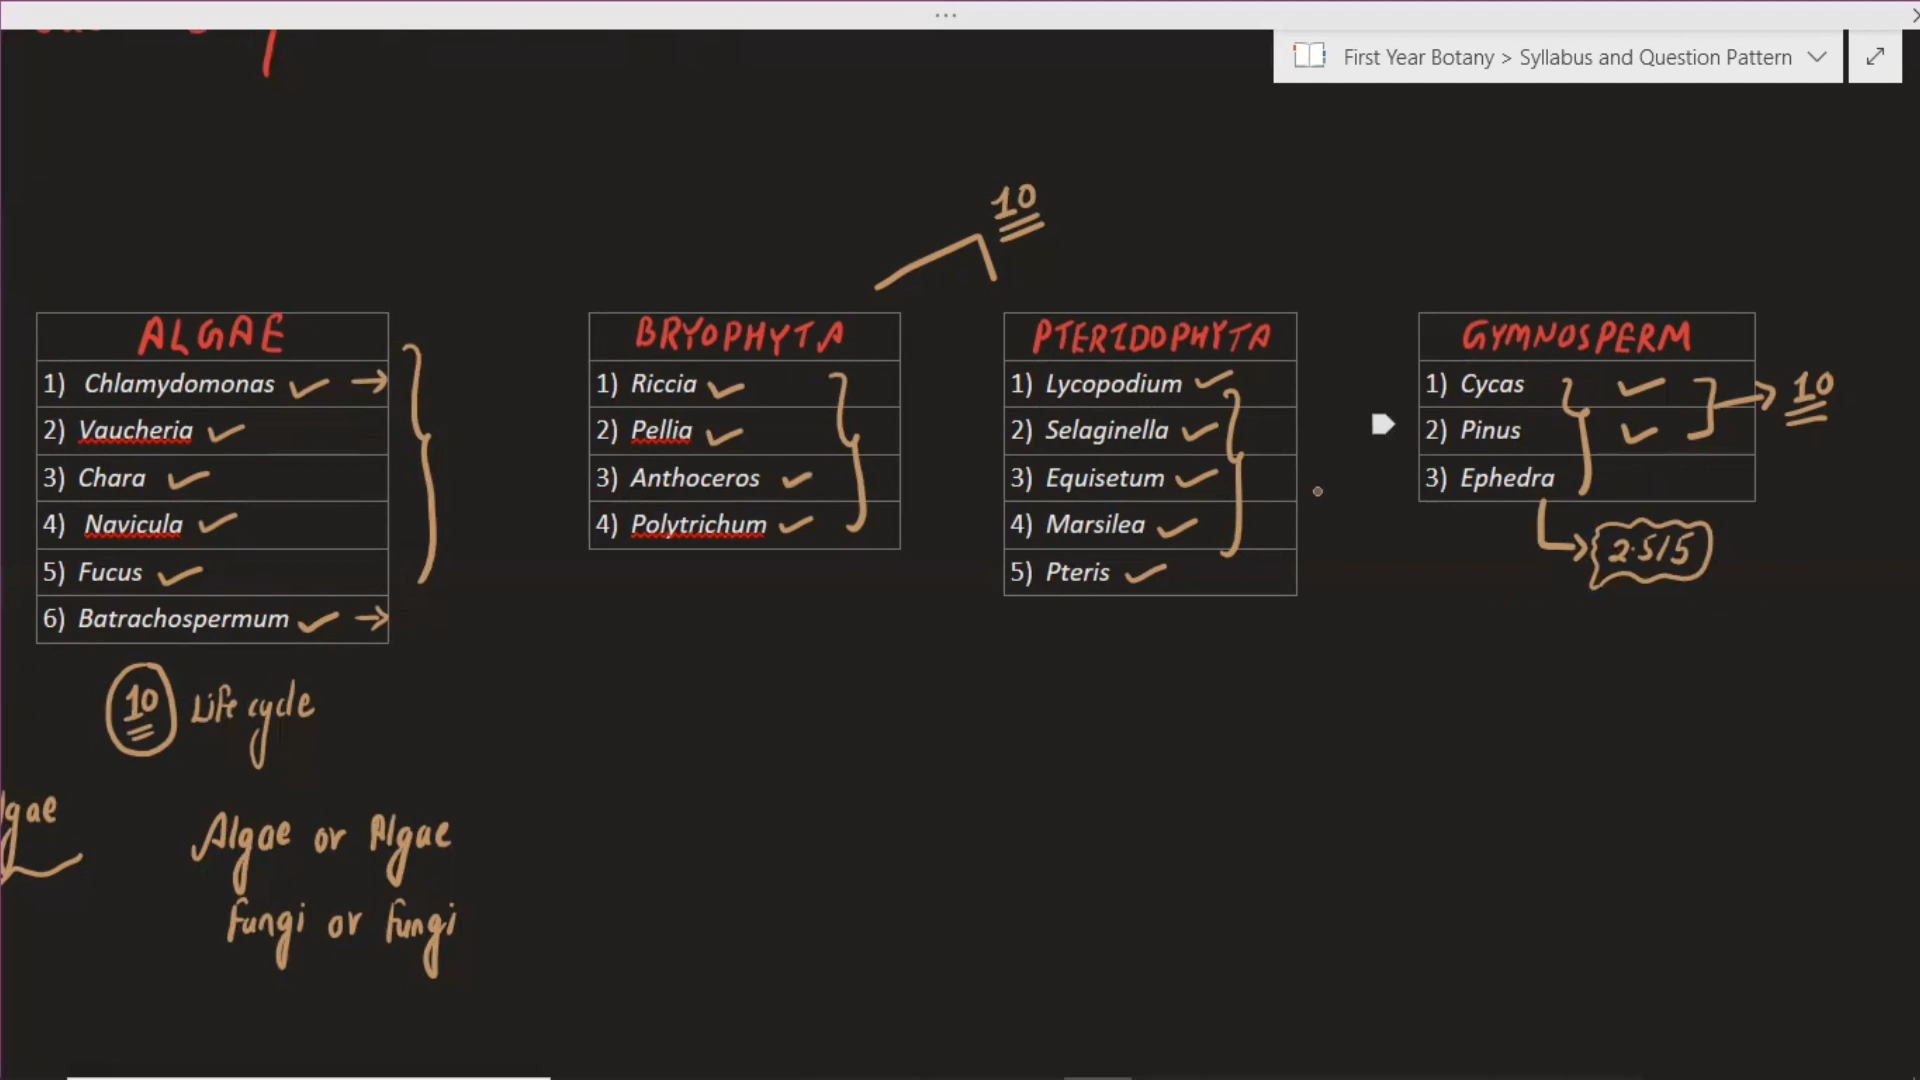 First Year Botany > Syllabus and Question Pattern
10
ALGAE
1) Chlamydomonas
2) Vaucheria
3) Chara
4) Navicula
5) Fucus
6) Batrachospermum
10 Life cycle
BRYOPHYTA
1) Riccia
2) Pellia
3) Anthoceros
4) Polytrichum
PTERIDOPHYTA
1) Lycopodium
2) Selaginella
3) Equisetum
4) Marsilea
5) Pteris
GYMNOSPERM
1) Cycas
2) Pinus
3) Ephedra
10
2.5/5
gae
Algae or Algae
Fungi or Fungi